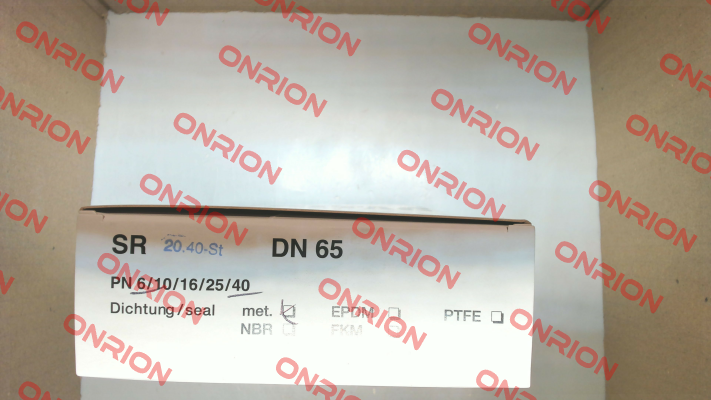 SR 20.40-St DN 65
PN 6/10/16/25/40
Dichtung/seal met. EPDM PTFE
NBR FKM
ONRION